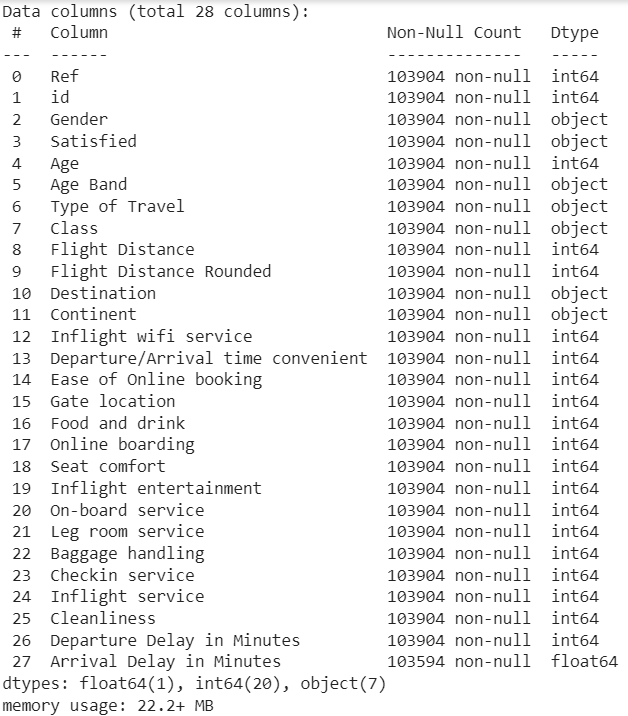 Data columns (total 28 columns):
 #   Column                             Non-Null Count   Dtype
---  ------                             --------------   -----
 0   Ref                                103904 non-null  int64
 1   id                                 103904 non-null  int64
 2   Gender                             103904 non-null  object
 3   Satisfied                          103904 non-null  object
 4   Age                                103904 non-null  int64
 5   Age Band                           103904 non-null  object
 6   Type of Travel                     103904 non-null  object
 7   Class                              103904 non-null  object
 8   Flight Distance                    103904 non-null  int64
 9   Flight Distance Rounded            103904 non-null  int64
 10  Destination                        103904 non-null  object
 11  Continent                          103904 non-null  object
 12  Inflight wifi service              103904 non-null  int64
 13  Departure/Arrival time convenient  103904 non-null  int64
 14  Ease of Online booking             103904 non-null  int64
 15  Gate location                      103904 non-null  int64
 16  Food and drink                     103904 non-null  int64
 17  Online boarding                    103904 non-null  int64
 18  Seat comfort                       103904 non-null  int64
 19  Inflight entertainment             103904 non-null  int64
 20  On-board service                   103904 non-null  int64
 21  Leg room service                   103904 non-null  int64
 22  Baggage handling                   103904 non-null  int64
 23  Checkin service                    103904 non-null  int64
 24  Inflight service                   103904 non-null  int64
 25  Cleanliness                        103904 non-null  int64
 26  Departure Delay in Minutes         103904 non-null  int64
 27  Arrival Delay in Minutes           103594 non-null  float64
dtypes: float64(1), int64(20), object(7)
memory usage: 22.2+ MB